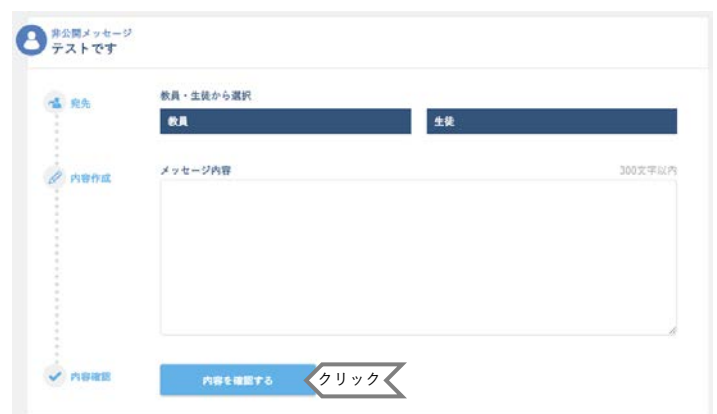 非公開メッセージ
テストです
宛先
教員・生徒から選択
教員
生徒
内容作成
メッセージ内容
300文字以内
内容確認
内容を確認する
クリック